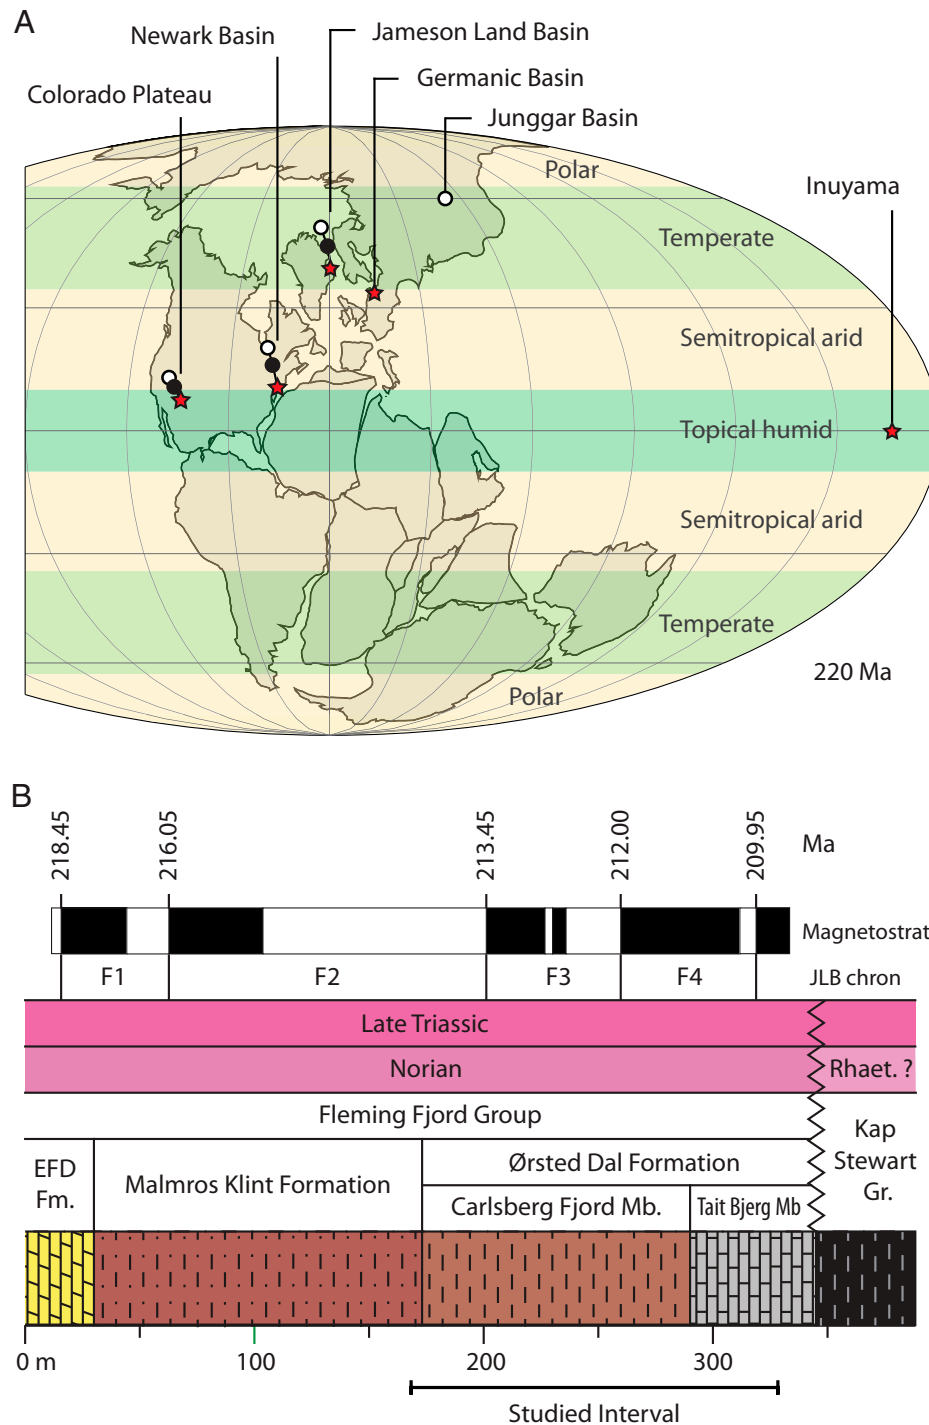 A
Newark Basin
Jameson Land Basin
Germanic Basin
Colorado Plateau
Junggar Basin
Polar
Inuyama
Temperate
Semitropical arid
Topical humid
Semitropical arid
Temperate
220 Ma
Polar
B
218.45
216.05
213.45
212.00
209.95
Ma
Magnetostrat
F1
F2
F3
F4
JLB chron
Late Triassic
Norian
Rhaet. ?
Fleming Fjord Group
Kap
Stewart
Gr.
EFD
Fm.
Malmros Klint Formation
Ørsted Dal Formation
Carlsberg Fjord Mb.
Tait Bjerg Mb
0 m
100
200
300
Studied Interval